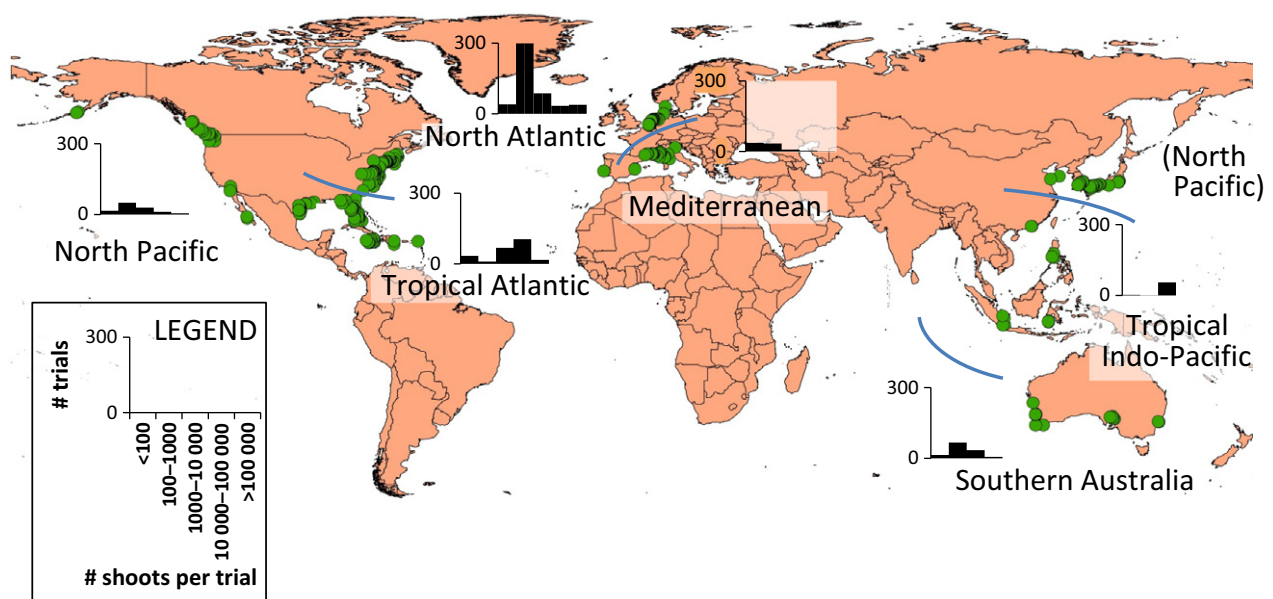 300
0
North Atlantic
300
0
Mediterranean
(North
Pacific)
300
0
North Pacific
300
0
Tropical Atlantic
300
0
Tropical
Indo-Pacific
300
0
Southern Australia
LEGEND
300
0
# trials
<100
100–1000
1000–10 000
10 000–100 000
>100 000
# shoots per trial